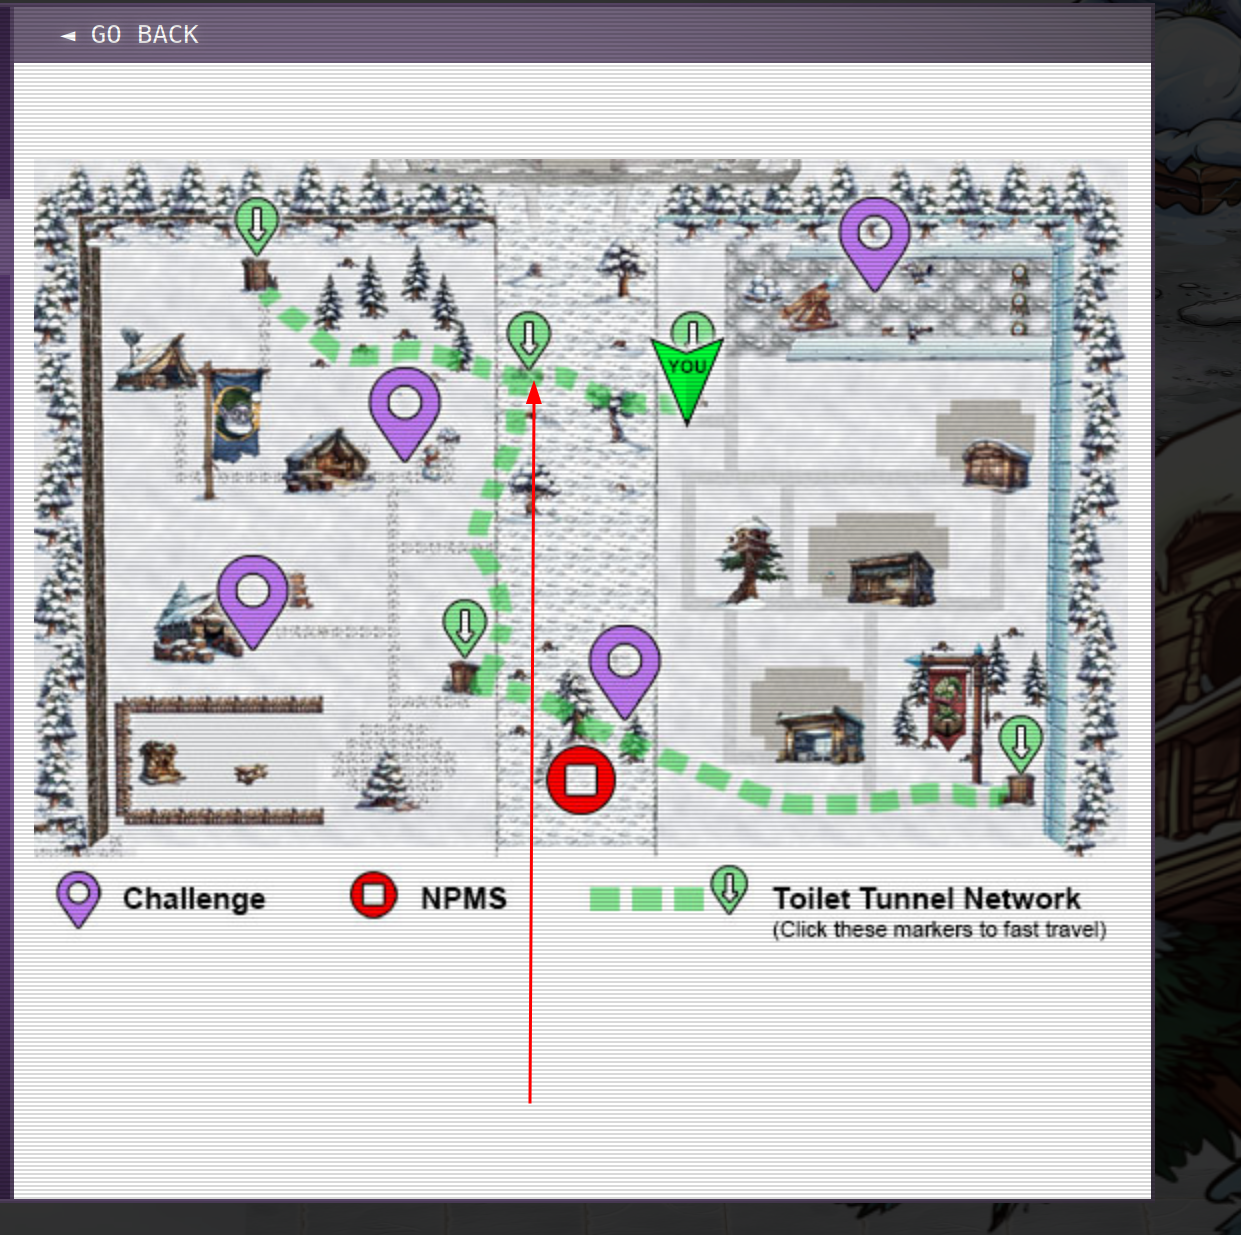 ◄ GO BACK
YOU
Challenge
NPMS
Toilet Tunnel Network
(Click these markers to fast travel)